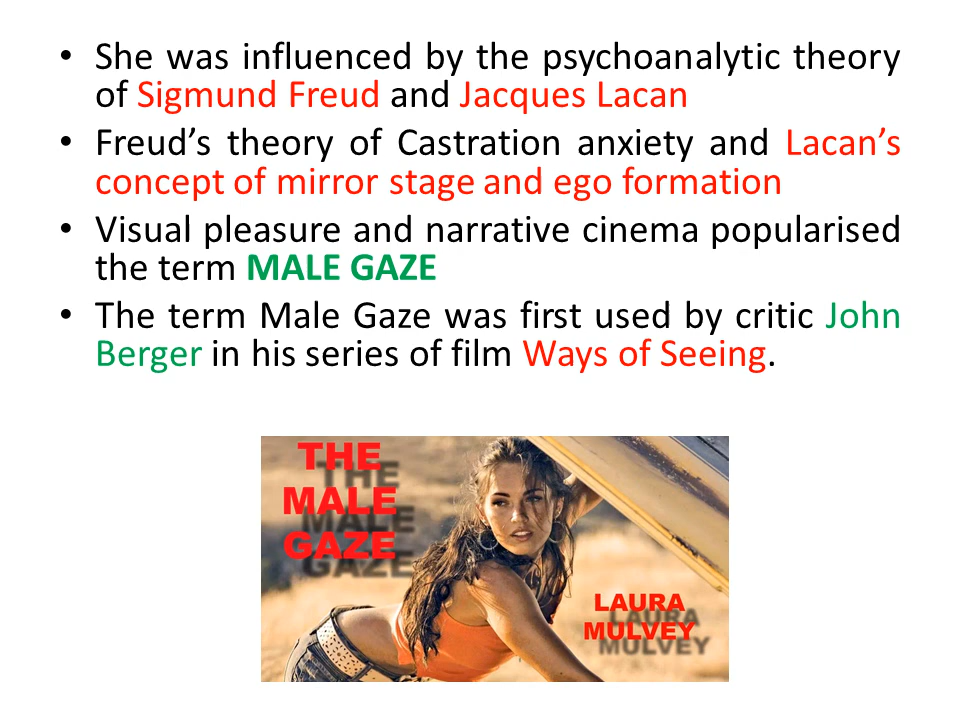 • She was influenced by the psychoanalytic theory
of Sigmund Freud and Jacques Lacan
• Freud’s theory of Castration anxiety and Lacan’s
concept of mirror stage and ego formation
• Visual pleasure and narrative cinema popularised
the term MALE GAZE
• The term Male Gaze was first used by critic John
Berger in his series of film Ways of Seeing.
THE
MALE
GAZE
LAURA
MULVEY